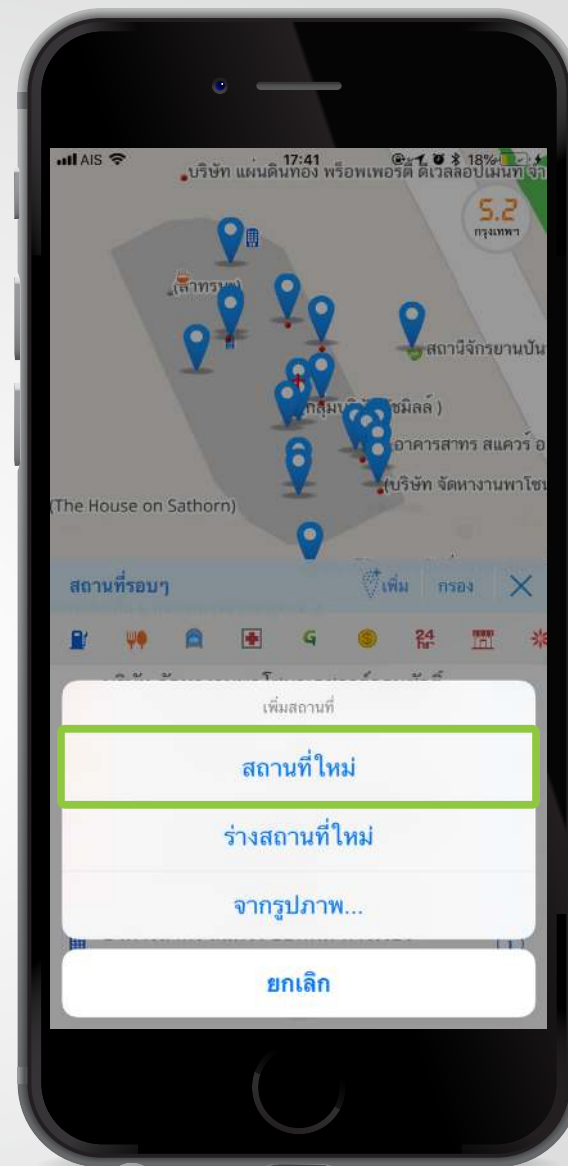 AIS 17:41 18%
บริษัท แผ่นดินทอง พร็อพเพอร์ตี้ ดีเวลลอปเม้นท์ จำ
5.2
กรุงเทพฯ
สถานีจักรยานปัน
อาคารสาทร สแควร์ อ
(บริษัท จัดหางานพาโซน
(The House on Sathorn)
สถานที่รอบๆ เพิ่ม กรอง
24
hr
เพิ่มสถานที่
สถานที่ใหม่
ร่างสถานที่ใหม่
จากรูปภาพ...
ยกเลิก